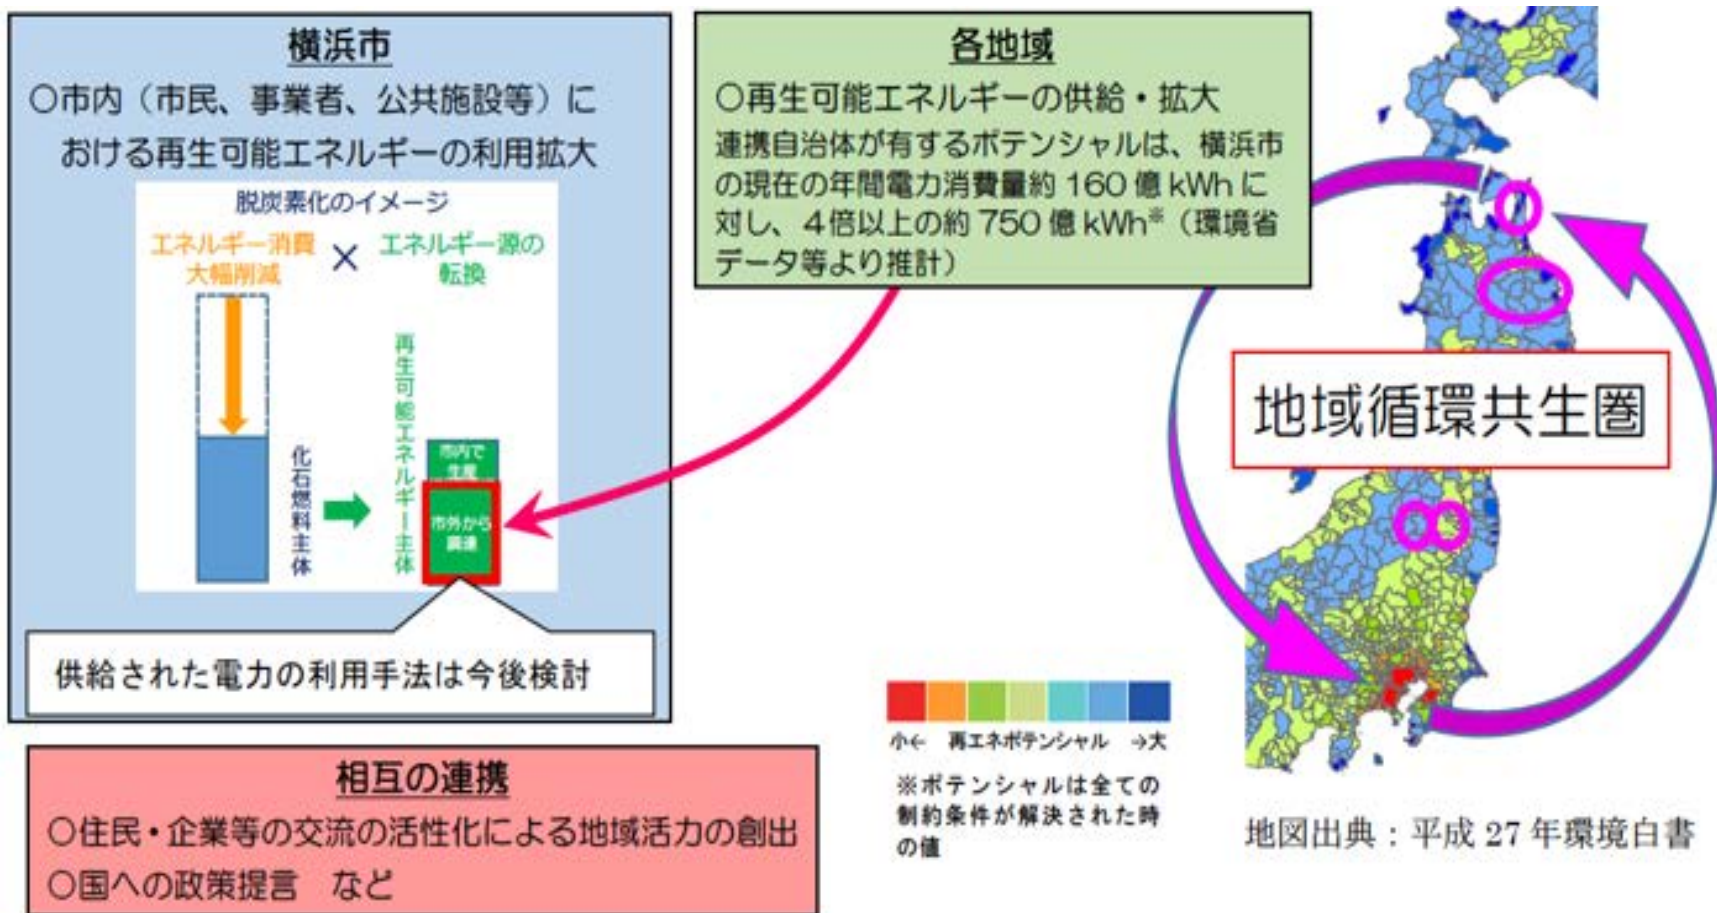 横浜市
○市内（市民、事業者、公共施設等）に
おける再生可能エネルギーの利用拡大
脱炭素化のイメージ
エネルギー消費
大幅削減
×
エネルギー源の
転換
化石燃料主体
再生可能エネルギー主体
市内で
生産
市外から
調達
供給された電力の利用手法は今後検討
各地域
○再生可能エネルギーの供給・拡大
連携自治体が有するポテンシャルは、横浜市
の現在の年間電力消費量約 160 億 kWh に
対し、4倍以上の約 750 億 kWh※（環境省
データ等より推計）
地域循環共生圏
相互の連携
○住民・企業等の交流の活性化による地域活力の創出
○国への政策提言　など
小← 再エネポテンシャル →大
※ポテンシャルは全ての
制約条件が解決された時
の値
地図出典：平成 27 年環境白書